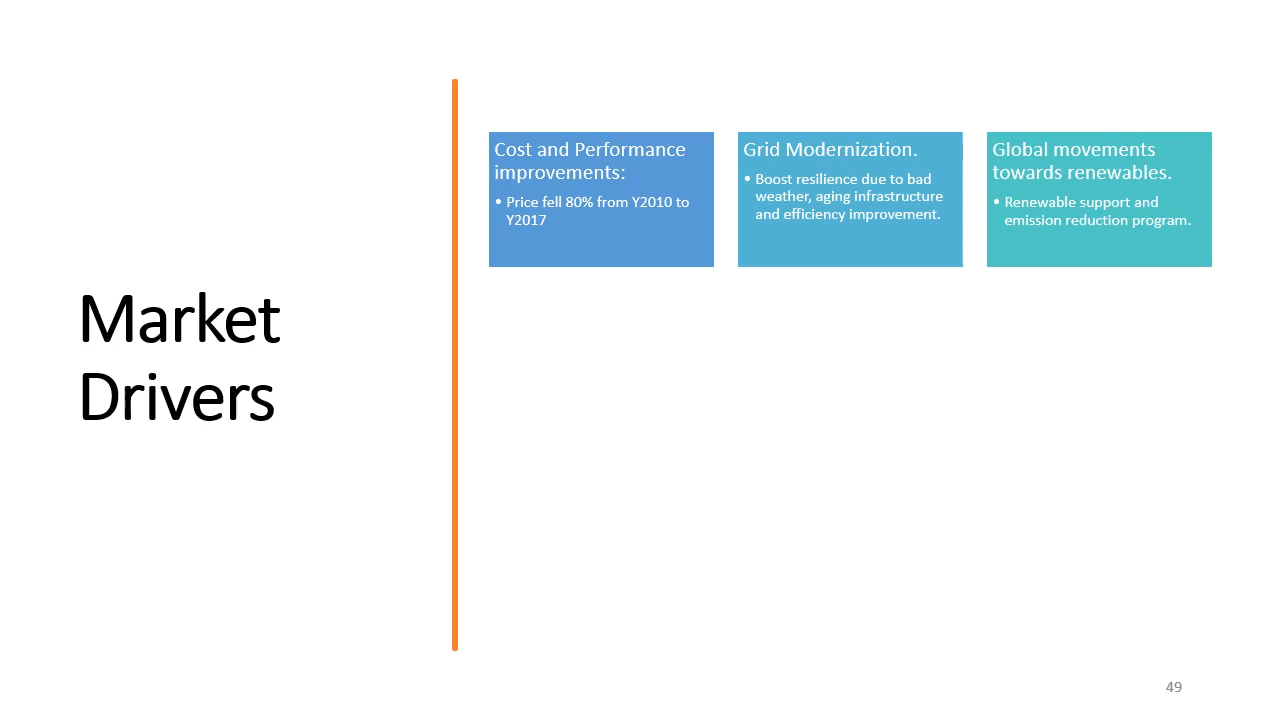 Market
Drivers
Cost and Performance
improvements:
• Price fell 80% from Y2010 to
Y2017
Grid Modernization.
• Boost resilience due to bad
weather, aging infrastructure
and efficiency improvement.
Global movements
towards renewables.
• Renewable support and
emission reduction program.
49